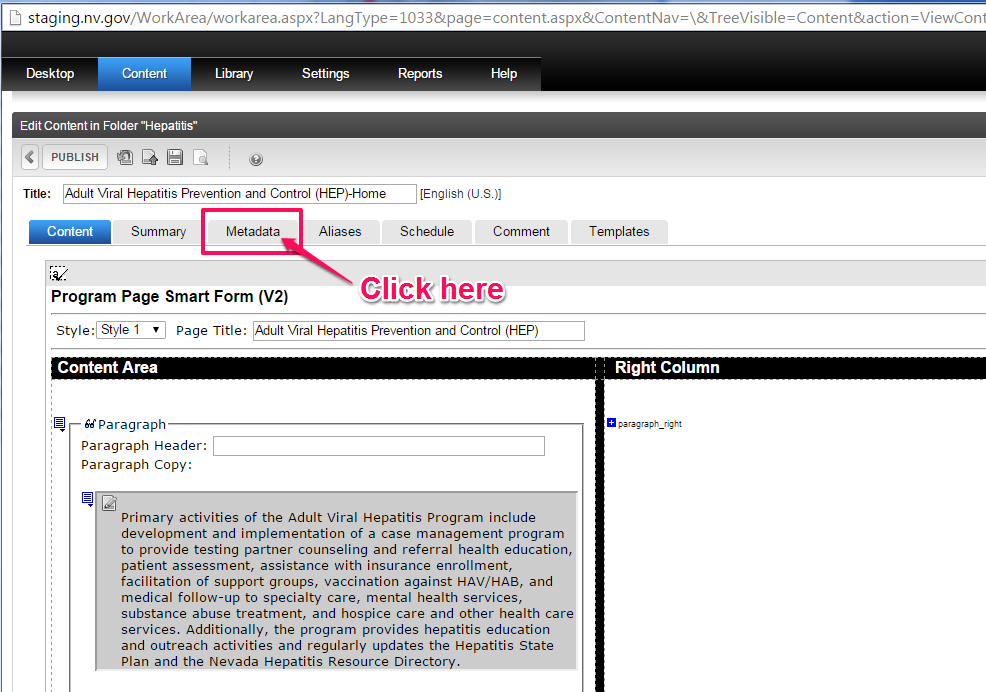 staging.nv.gov/WorkArea/workarea.aspx?LangType=1033&page=content.aspx&ContentNav=\&TreeVisible=Content&action=ViewCont
Desktop Content Library Settings Reports Help
Edit Content in Folder "Hepatitis"
PUBLISH
Title: Adult Viral Hepatitis Prevention and Control (HEP)-Home [English (U.S.)]
Content Summary Metadata Aliases Schedule Comment Templates
Click here
Program Page Smart Form (V2)
Style: Style 1 Page Title: Adult Viral Hepatitis Prevention and Control (HEP)
Content Area Right Column
Paragraph paragraph_right
Paragraph Header:
Paragraph Copy:
Primary activities of the Adult Viral Hepatitis Program include
development and implementation of a case management program
to provide testing partner counseling and referral health education,
patient assessment, assistance with insurance enrollment,
facilitation of support groups, vaccination against HAV/HAB, and
medical follow-up to specialty care, mental health services,
substance abuse treatment, and hospice care and other health care
services. Additionally, the program provides hepatitis education
and outreach activities and regularly updates the Hepatitis State
Plan and the Nevada Hepatitis Resource Directory.